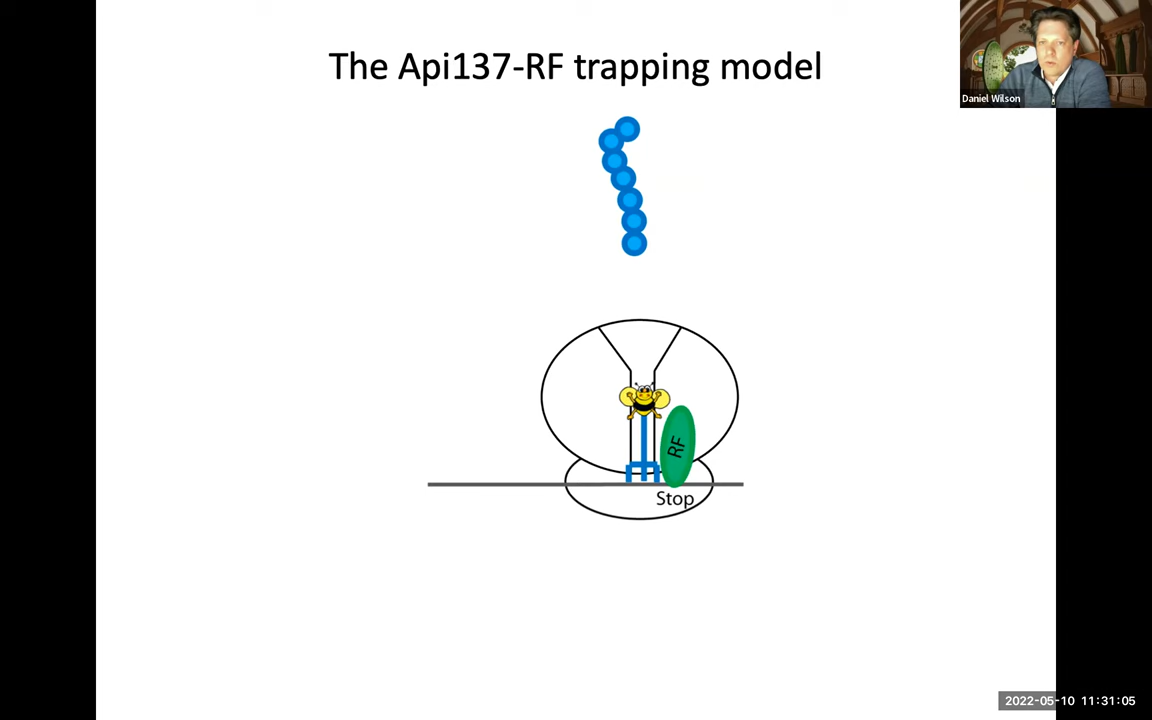 The Api137-RF trapping model
Daniel Wilson
RF
Stop
2022-05-10 11:31:05